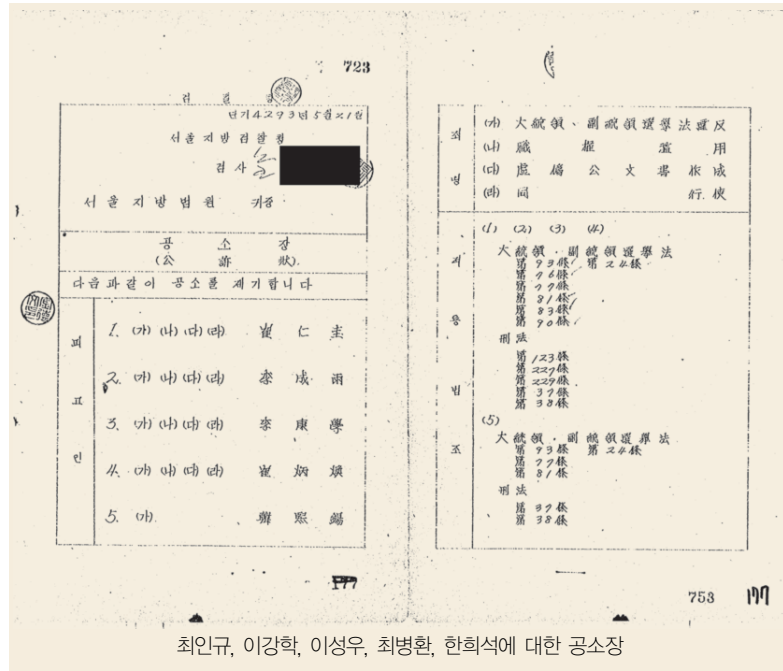 723
단기4293년5월21일
서울지방검찰청
검사
서울지방법원 귀중
공소장
(公訴狀)
다음과같이 공소를 제기합니다
피고인
1. (가) (나) (다) (라) 崔仁圭
2. (가) (나) (다) (라) 李成雨
3. (가) (나) (다) (라) 李康學
4. (가) (나) (다) (라) 崔炳煥
5. (가) 韓熙錫
177
죄명
(가) 大統領、副統領選擧法違反
(나) 職權濫用
(다) 虛僞公文書作成
(라) 同行使
적용법조
(1) (2) (3) (4)
大統領·副統領選擧法
第93條 第24條
第76條
第77條
第81條
第83條
第90條
刑法
第123條
第227條
第229條
第37條
第38條
(5)
大統領·副統領選擧法
第93條 第24條
第77條
第81條
刑法
第37條
第38條
753 177
최인규, 이강학, 이성우, 최병환, 한희석에 대한 공소장